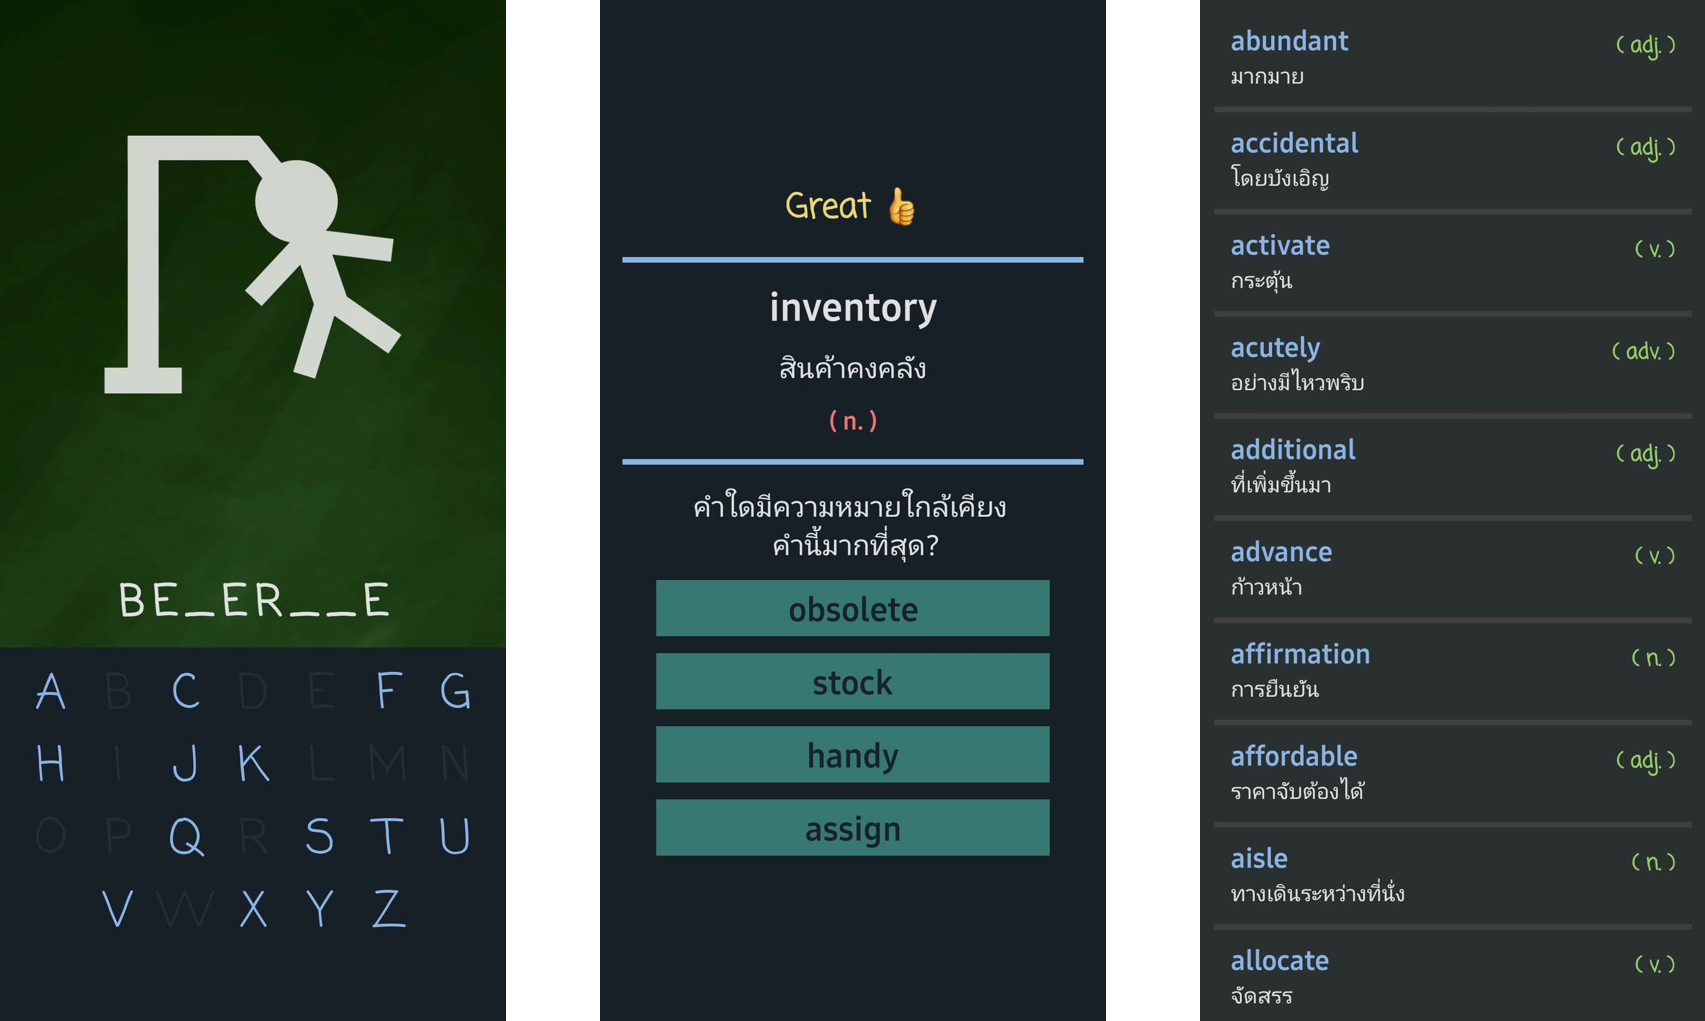 BE_ER__E
A B C D E F G
H I J K L M N
O P Q R S T U
V W X Y Z
Great 👍
inventory
สินค้าคงคลัง
( n. )
คำใดมีความหมายใกล้เคียง
คำนี้มากที่สุด?
obsolete
stock
handy
assign
abundant ( adj. )
มากมาย
accidental ( adj. )
โดยบังเอิญ
activate ( v. )
กระตุ้น
acutely ( adv. )
อย่างมีไหวพริบ
additional ( adj. )
ที่เพิ่มขึ้นมา
advance ( v. )
ก้าวหน้า
affirmation ( n. )
การยืนยัน
affordable ( adj. )
ราคาจับต้องได้
aisle ( n. )
ทางเดินระหว่างที่นั่ง
allocate ( v. )
จัดสรร